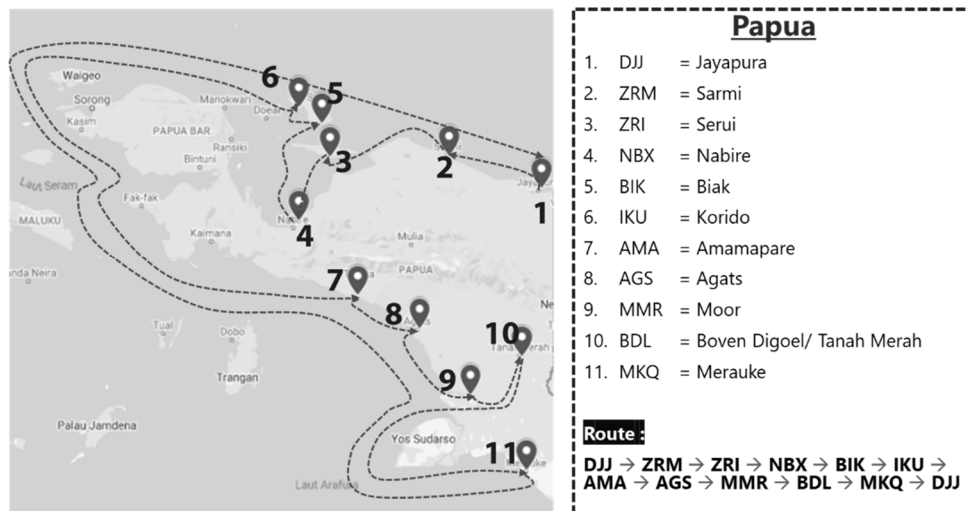 6
5
Waigeo
Sorong
Manokwari
Doear
Kasim
PAPUA BAR.
Ransiki
3
2
Bintuni
1
Laut Seram
Fak-fak
MALUKU
4
Kaimana
Mulia
PAPUA
nda Neira
7
8
Tual
Dobo
10
Trangan
9
Palau Jamdena
Yos Sudarso
11
Laut Arafura
Papua
1. DJJ = Jayapura
2. ZRM = Sarmi
3. ZRI = Serui
4. NBX = Nabire
5. BIK = Biak
6. IKU = Korido
7. AMA = Amamapare
8. AGS = Agats
9. MMR = Moor
10. BDL = Boven Digoel/ Tanah Merah
11. MKQ = Merauke
Route :
DJJ → ZRM → ZRI → NBX → BIK → IKU →
AMA → AGS → MMR → BDL → MKQ → DJJ